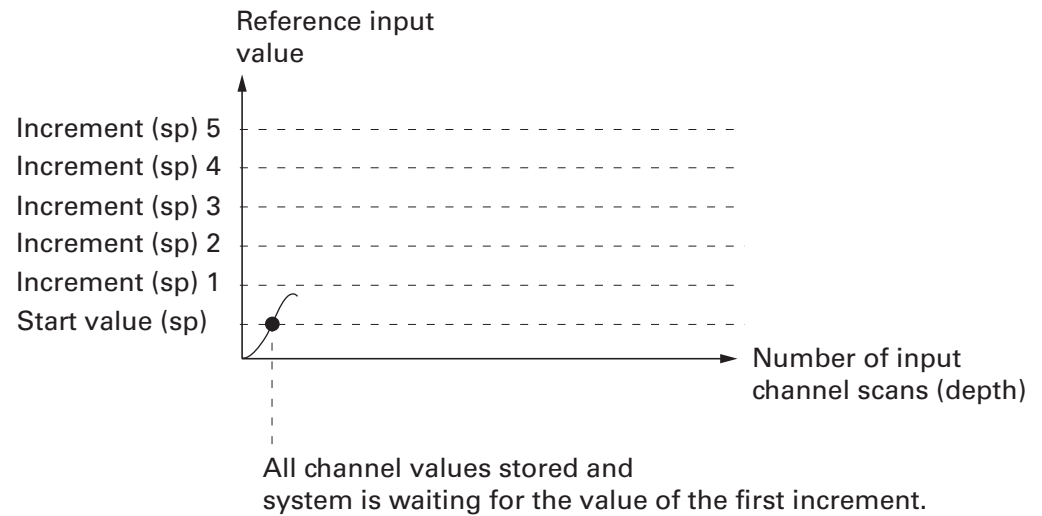 Reference input
value
Increment (sp) 5
Increment (sp) 4
Increment (sp) 3
Increment (sp) 2
Increment (sp) 1
Start value (sp)
Number of input
channel scans (depth)
All channel values stored and
system is waiting for the value of the first increment.